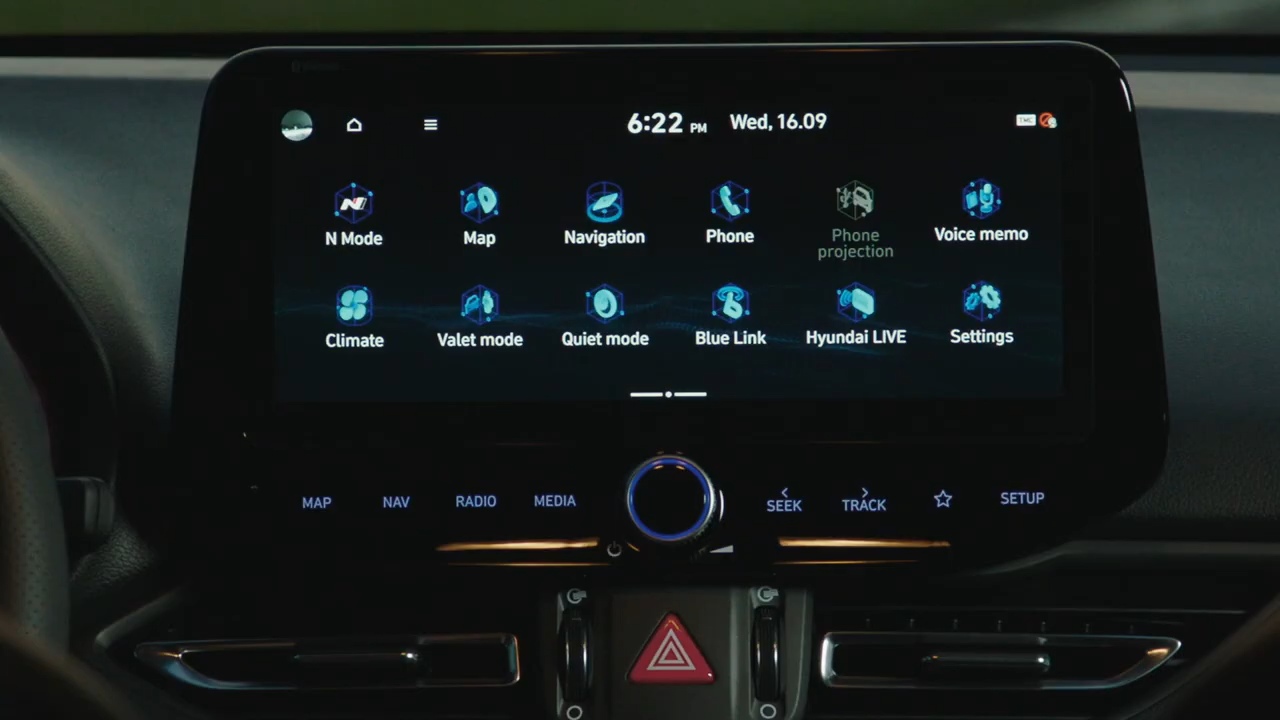 6:22 PM Wed, 16.09
TMC
N Mode
Map
Navigation
Phone
Phone
projection
Voice memo
Climate
Valet mode
Quiet mode
Blue Link
Hyundai LIVE
Settings
MAP
NAV
RADIO
MEDIA
SEEK
TRACK
SETUP